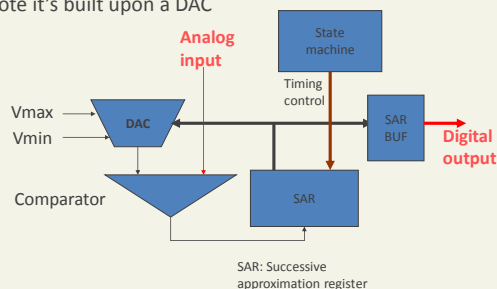 ote it's built upon a DAC
Analog
input
State
machine
Timing
control
Vmax
Vmin
DAC
SAR
BUF
Digital
output
Comparator
SAR
SAR: Successive
approximation register